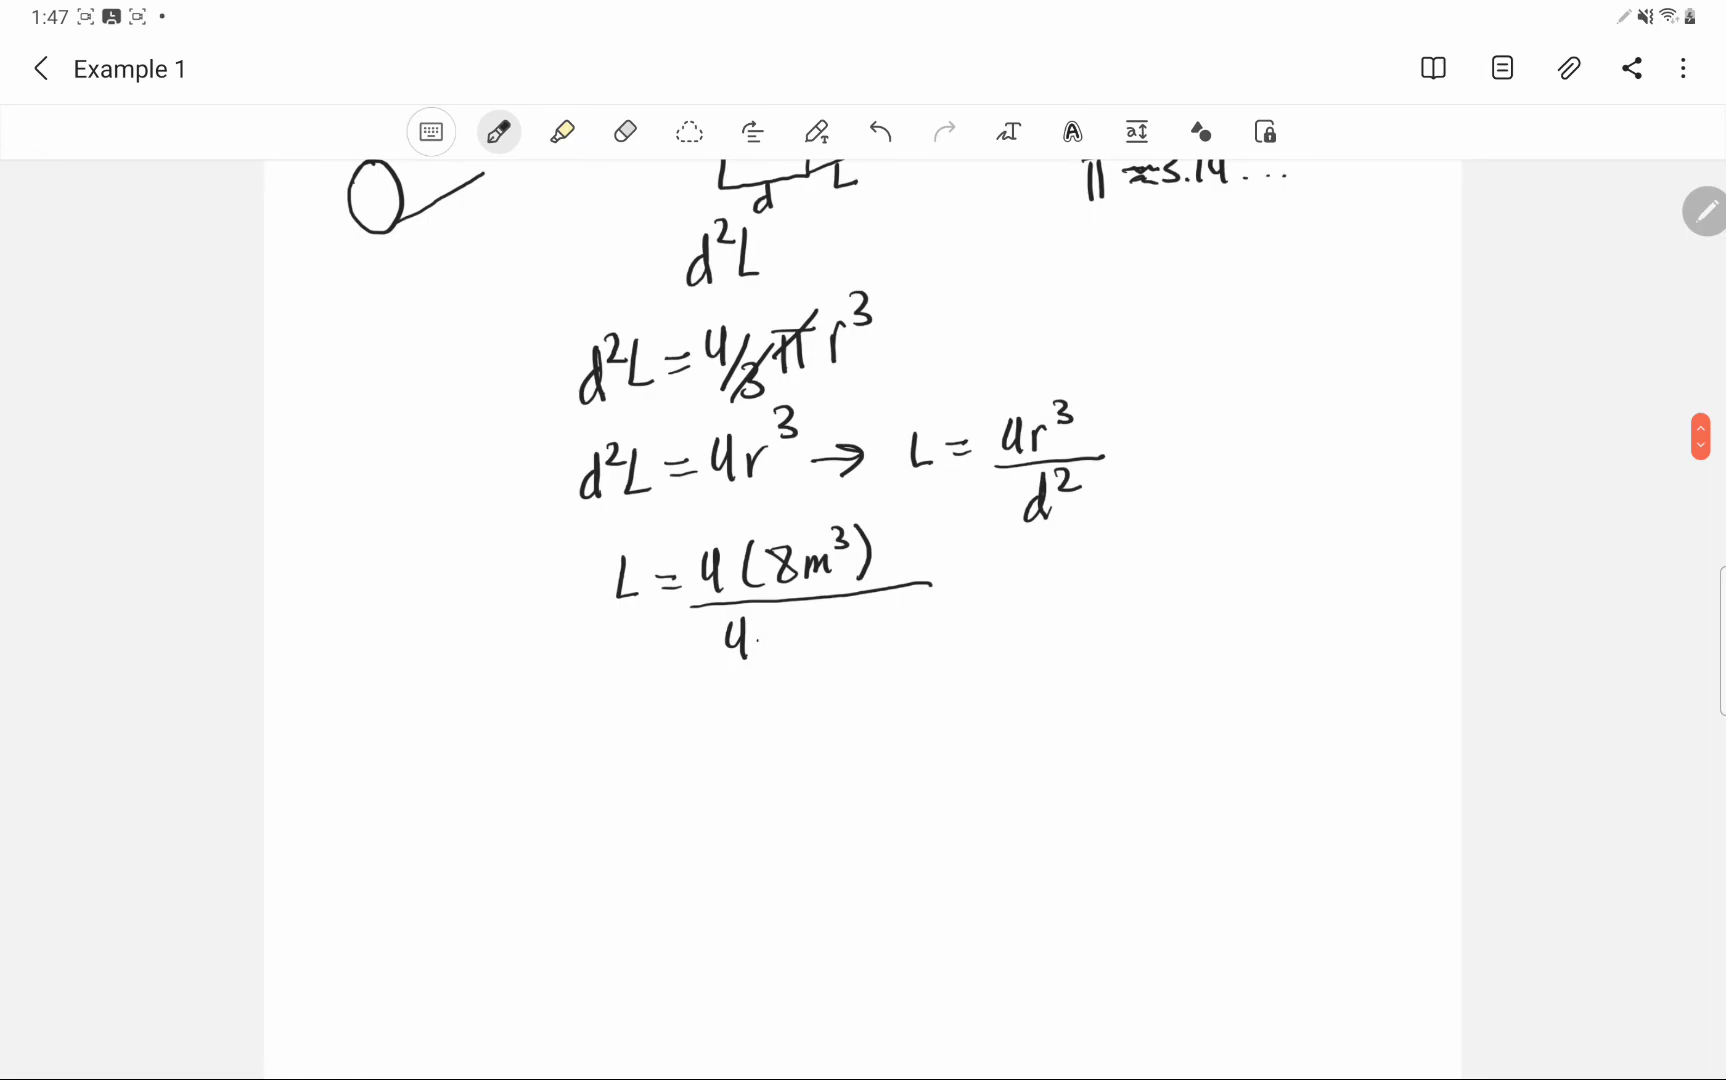 1:47
Example 1
π ≈ 3.14 ...
d L
d²L
d²L = 4/3 π r³
d²L = 4r³ → L = 4r³/d²
L = 4(8m³)
4.